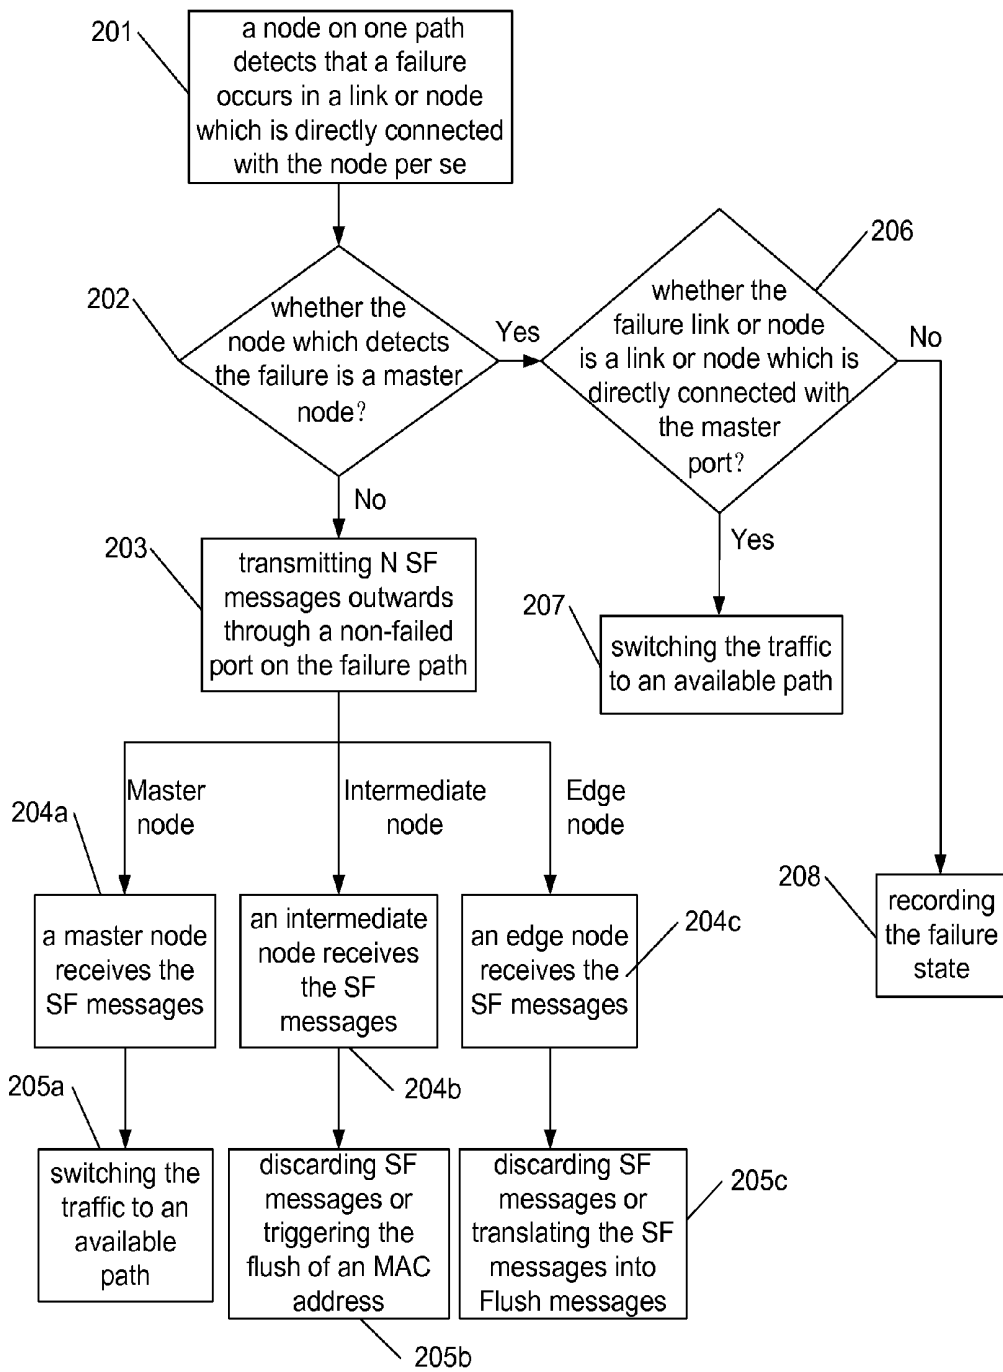 201
a node on one path
detects that a failure
occurs in a link or node
which is directly connected
with the node per se
202
whether the
node which detects
the failure is a master
node?
Yes
206
whether the
failure link or node
is a link or node which is
directly connected with
the master
port?
No
No
Yes
203
transmitting N SF
messages outwards
through a non-failed
port on the failure path
207
switching the traffic
to an available path
Master
node
Intermediate
node
Edge
node
204a
a master node
receives the
SF messages
an intermediate
node receives
the SF
messages
204b
an edge node
receives the
SF messages
204c
208
recording
the failure
state
205a
switching the
traffic to an
available
path
discarding SF
messages or
triggering the
flush of an MAC
address
205b
discarding SF
messages or
translating the SF
messages into
Flush messages
205c